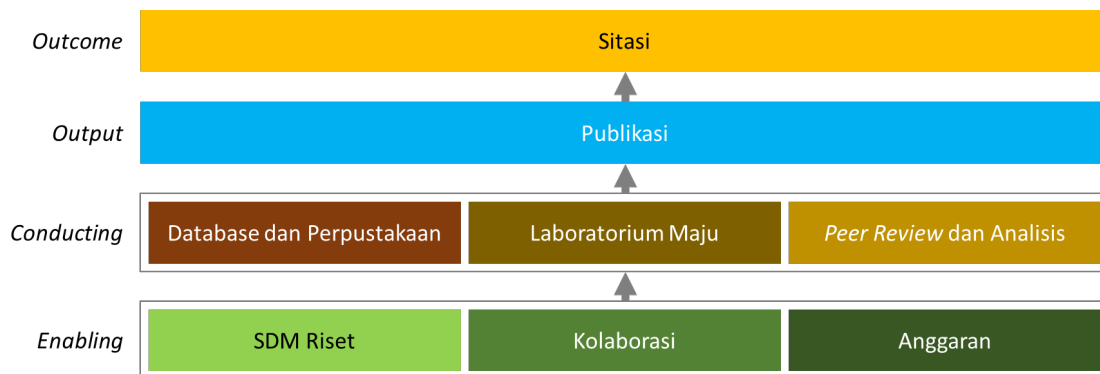 Outcome
Sitasi
Output
Publikasi
Conducting
Database dan Perpustakaan
Laboratorium Maju
Peer Review dan Analisis
Enabling
SDM Riset
Kolaborasi
Anggaran